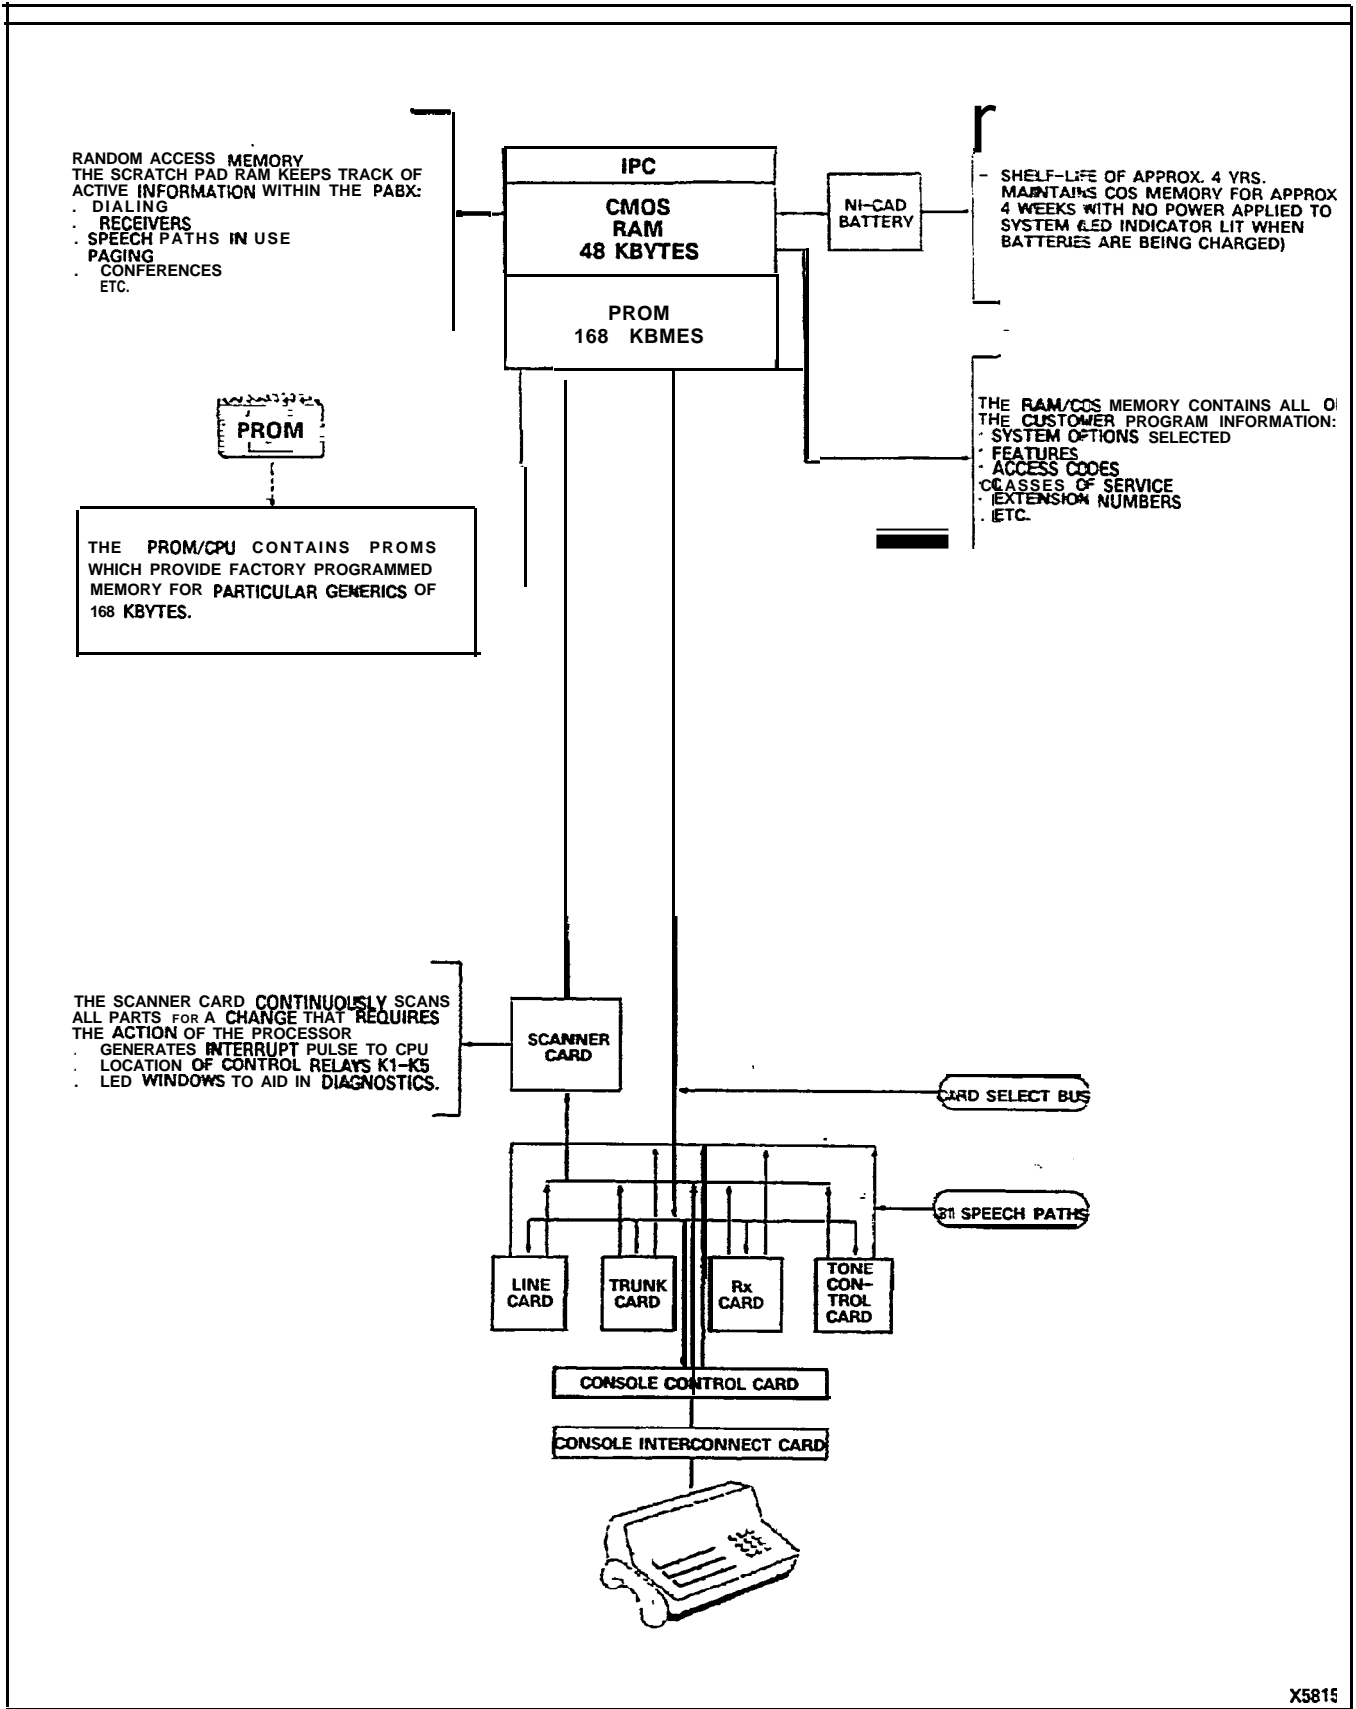 RANDOM ACCESS MEMORY
THE SCRATCH PAD RAM KEEPS TRACK OF
ACTIVE INFORMATION WITHIN THE PABX:
. DIALING
RECEIVERS
. SPEECH PATHS IN USE
PAGING
. CONFERENCES
ETC.
IPC
CMOS
RAM
48 KBYTES
PROM
168 KBMES
NI-CAD
BATTERY
- SHELF-LIFE OF APPROX. 4 YRS.
MAINTAINS COS MEMORY FOR APPROX
4 WEEKS WITH NO POWER APPLIED TO
SYSTEM (LED INDICATOR LIT WHEN
BATTERIES ARE BEING CHARGED)
PROM
THE PROM/CPU CONTAINS PROMS
WHICH PROVIDE FACTORY PROGRAMMED
MEMORY FOR PARTICULAR GENERICS OF
168 KBYTES.
THE RAM/COS MEMORY CONTAINS ALL
THE CUSTOMER PROGRAM INFORMATION:
· SYSTEM OPTIONS SELECTED
· FEATURES
· ACCESS CODES
CLASSES OF SERVICE
· EXTENSION NUMBERS
. ETC.
THE SCANNER CARD CONTINUOUSLY SCANS
ALL PARTS FOR A CHANGE THAT REQUIRES
THE ACTION OF THE PROCESSOR
. GENERATES INTERRUPT PULSE TO CPU
. LOCATION OF CONTROL RELAYS K1-K5
. LED WINDOWS TO AID IN DIAGNOSTICS.
SCANNER
CARD
CARD SELECT BUS
31 SPEECH PATHS
LINE
CARD
TRUNK
CARD
Rx
CARD
TONE
CON-
TROL
CARD
CONSOLE CONTROL CARD
CONSOLE INTERCONNECT CARD
X5815